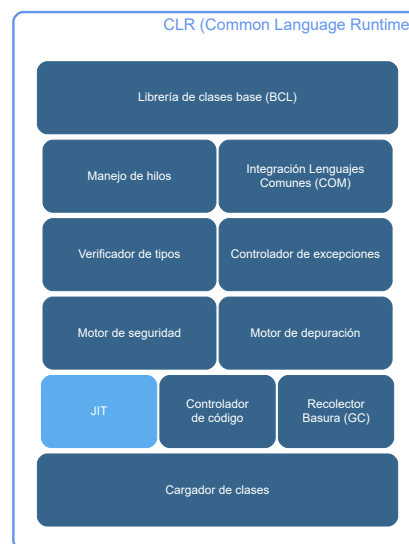 CLR (Common Language Runtime
Librería de clases base (BCL)
Manejo de hilos
Integración Lenguajes
Comunes (COM)
Verificador de tipos
Controlador de excepciones
Motor de seguridad
Motor de depuración
JIT
Controlador
de código
Recolector
Basura (GC)
Cargador de clases